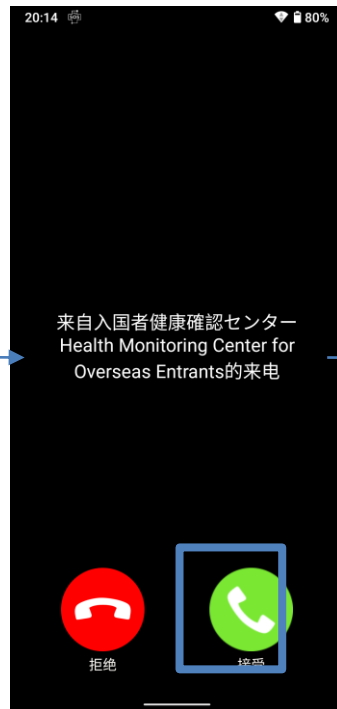 20:14 80%
来自入国者健康確認センター
Health Monitoring Center for
Overseas Entrants的来电
拒绝 接受